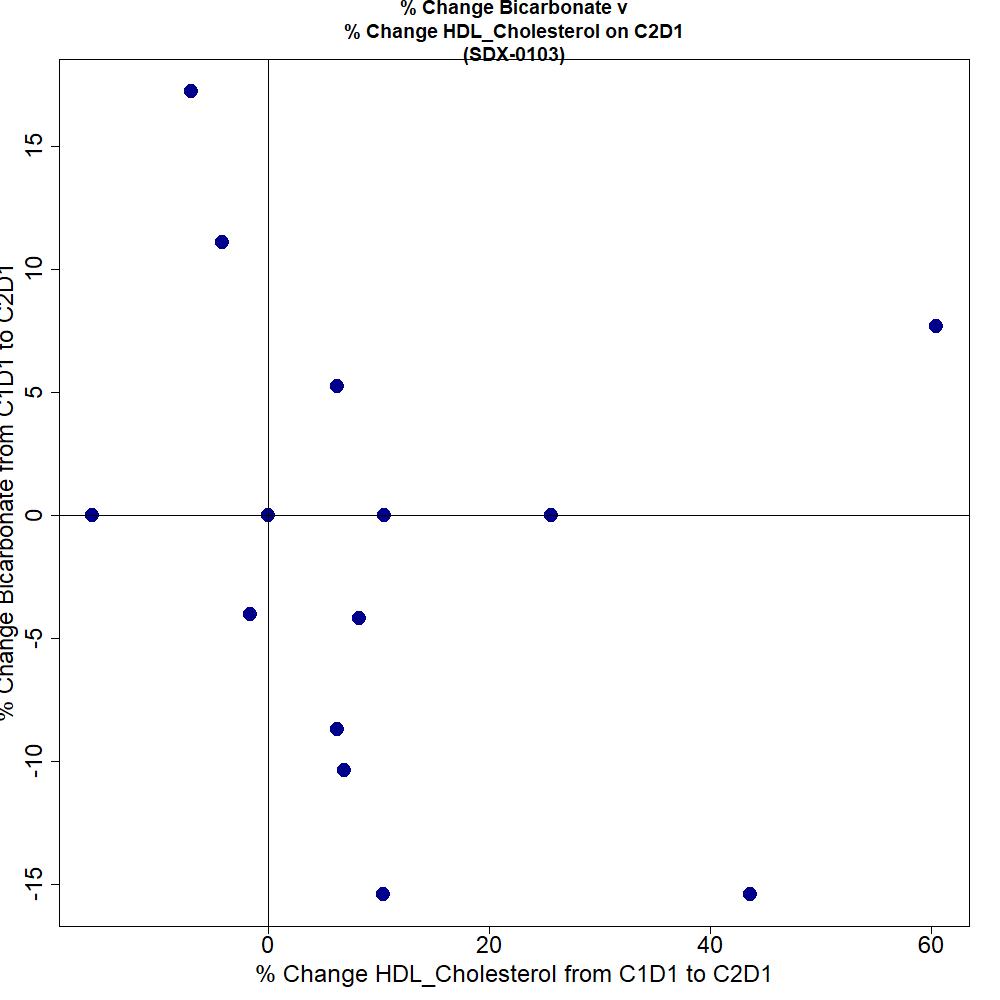 % Change Bicarbonate v
% Change HDL_Cholesterol on C2D1
(SDX-0103)
% Change Bicarbonate from C1D1 to C2D1
15
10
5
0
-5
-10
-15
0
20
40
60
% Change HDL_Cholesterol from C1D1 to C2D1